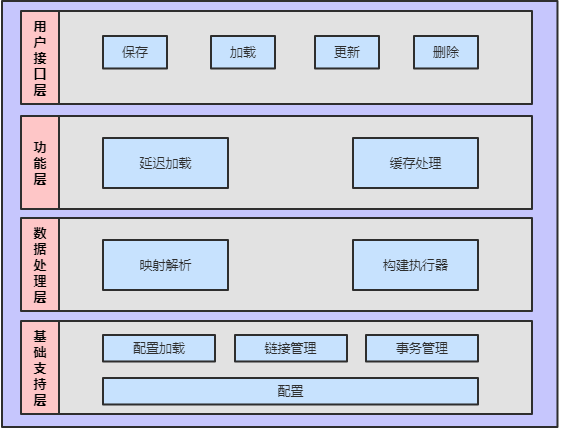 用户接口层
保存
加载
更新
删除
功能层
延迟加载
缓存处理
数据处理层
映射解析
构建执行器
基础支持层
配置加载
链接管理
事务管理
配置